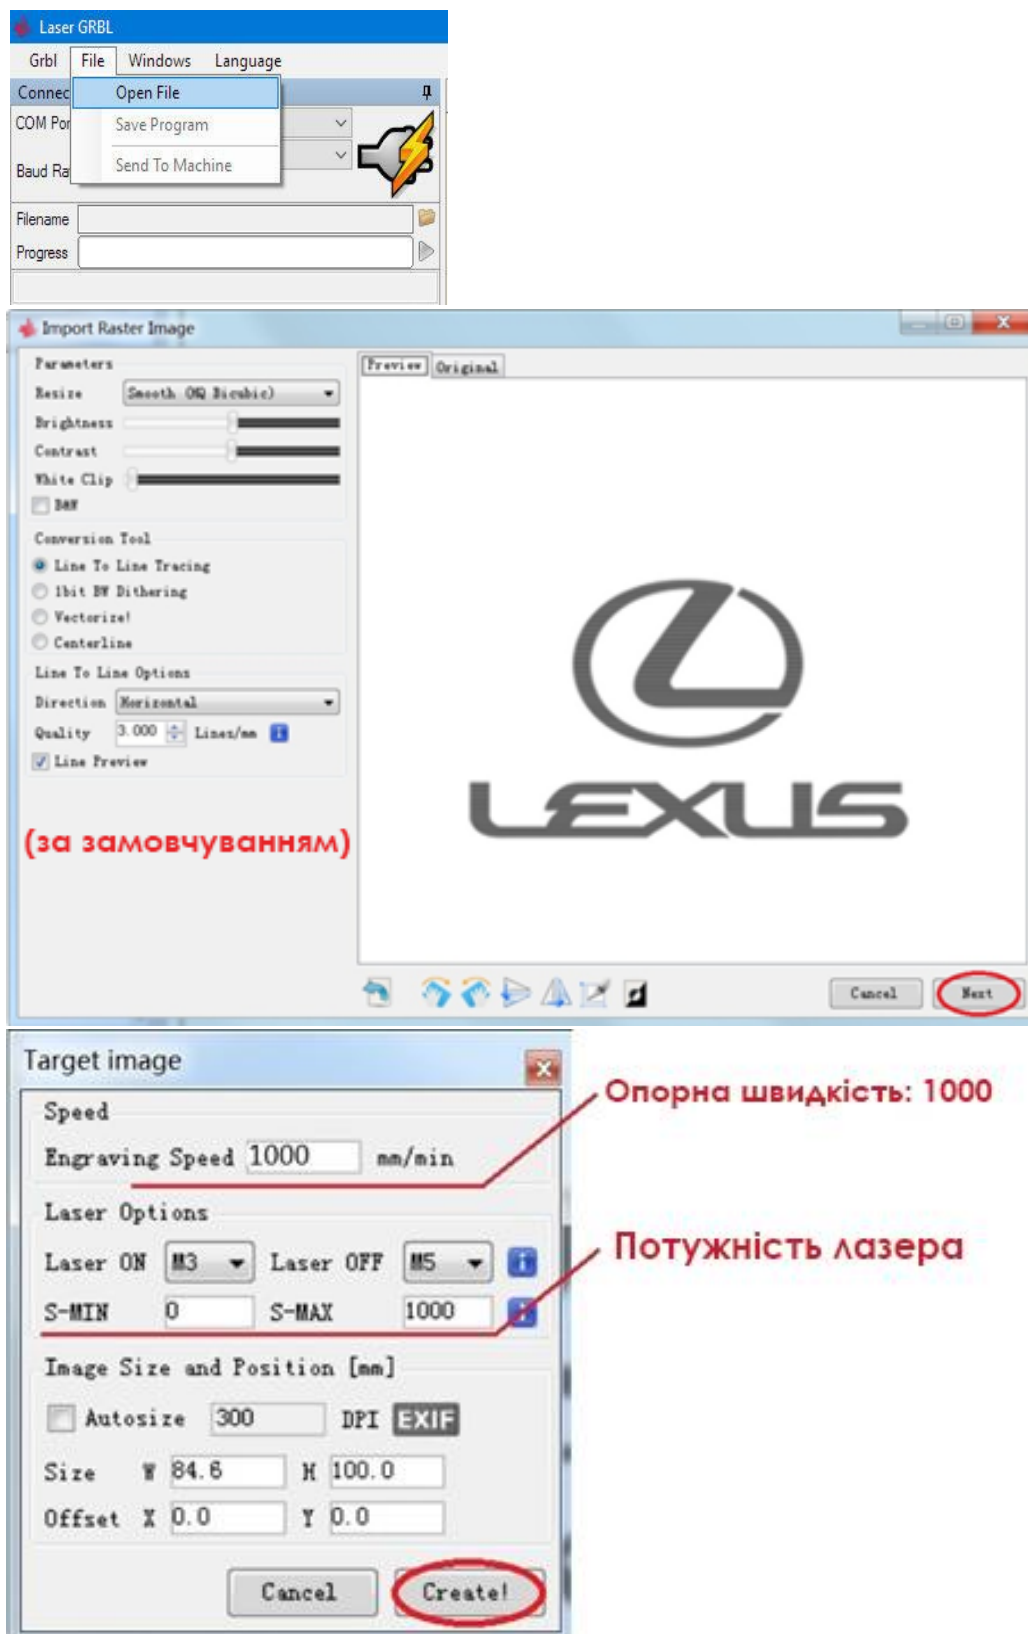 Laser GRBL
Grbl File Windows Language
Connec Open File
COM Por Save Program
Baud Ra Send To Machine
Filename
Progress
Import Raster Image
Parameters
Resize Smooth (HQ Bicubic)
Brightness
Contrast
White Clip
B&W
Conversion Tool
Line To Line Tracing
1bit BW Dithering
Vectorize!
Centerline
Line To Line Options
Direction Horizontal
Quality 3.000 Lines/mm
Line Preview
(за замовчуванням)
Preview Original
LEXUS
Cancel Next
Target image
Speed
Engraving Speed 1000 mm/min
Опорна швидкість: 1000
Laser Options
Laser ON M3 Laser OFF M5
S-MIN 0 S-MAX 1000
Потужність лазера
Image Size and Position [mm]
Autosize 300 DPI EXIF
Size W 84.6 H 100.0
Offset X 0.0 Y 0.0
Cancel Create!